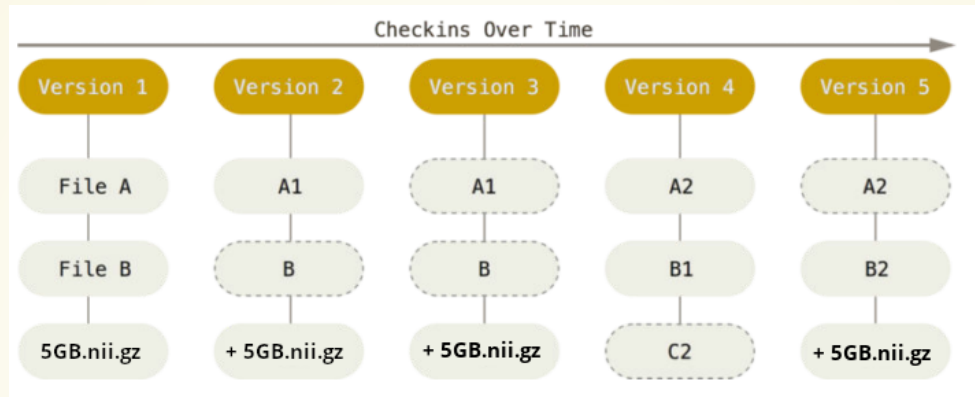 Checkins Over Time
Version 1 Version 2 Version 3 Version 4 Version 5
File A A1 A1 A2 A2
File B B B B1 B2
5GB.nii.gz + 5GB.nii.gz + 5GB.nii.gz C2 + 5GB.nii.gz